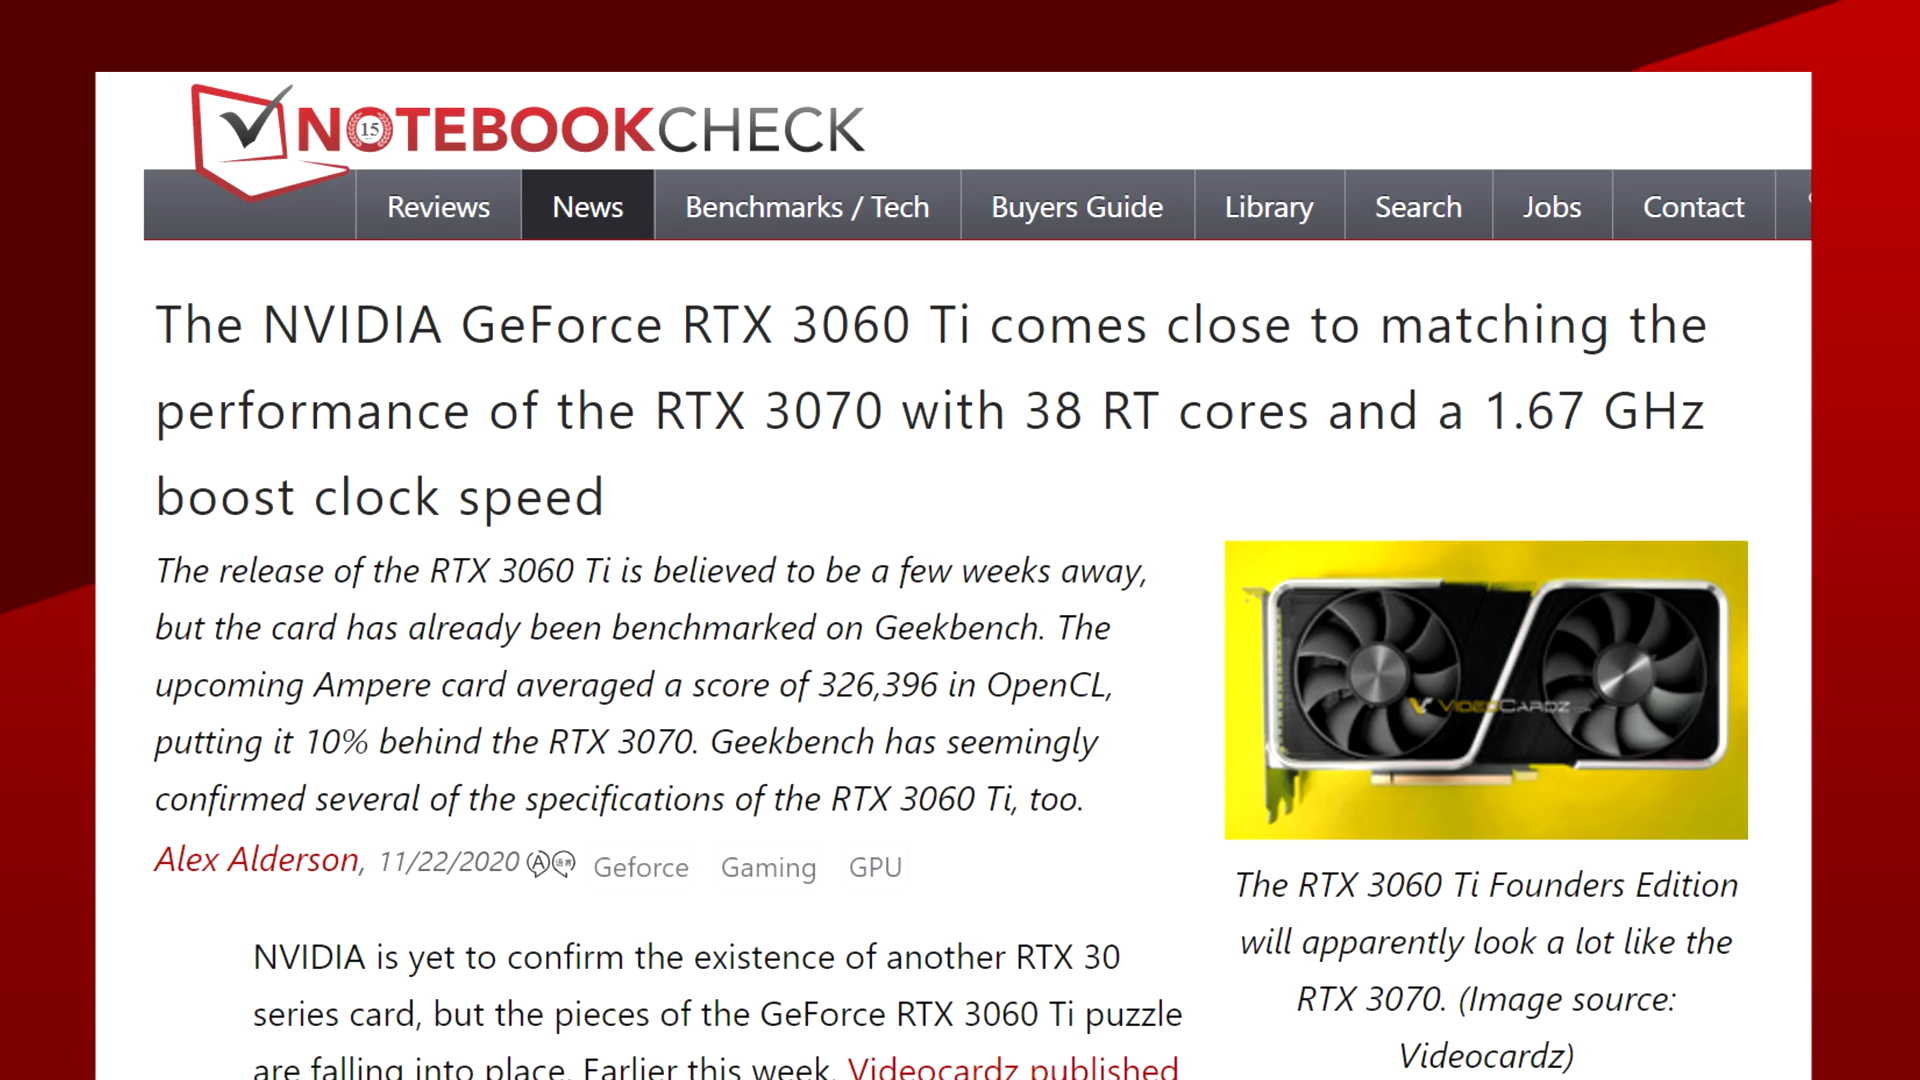 NOTEBOOKCHECK
15
Reviews
News
Benchmarks / Tech
Buyers Guide
Library
Search
Jobs
Contact
The NVIDIA GeForce RTX 3060 Ti comes close to matching the
performance of the RTX 3070 with 38 RT cores and a 1.67 GHz
boost clock speed
The release of the RTX 3060 Ti is believed to be a few weeks away,
but the card has already been benchmarked on Geekbench. The
upcoming Ampere card averaged a score of 326,396 in OpenCL,
putting it 10% behind the RTX 3070. Geekbench has seemingly
confirmed several of the specifications of the RTX 3060 Ti, too.
Alex Alderson, 11/22/2020 A 语言 Geforce Gaming GPU
NVIDIA is yet to confirm the existence of another RTX 30
series card, but the pieces of the GeForce RTX 3060 Ti puzzle
are falling into place. Earlier this week, Videocardz published
VIDEOCARDZ
The RTX 3060 Ti Founders Edition
will apparently look a lot like the
RTX 3070. (Image source:
Videocardz)